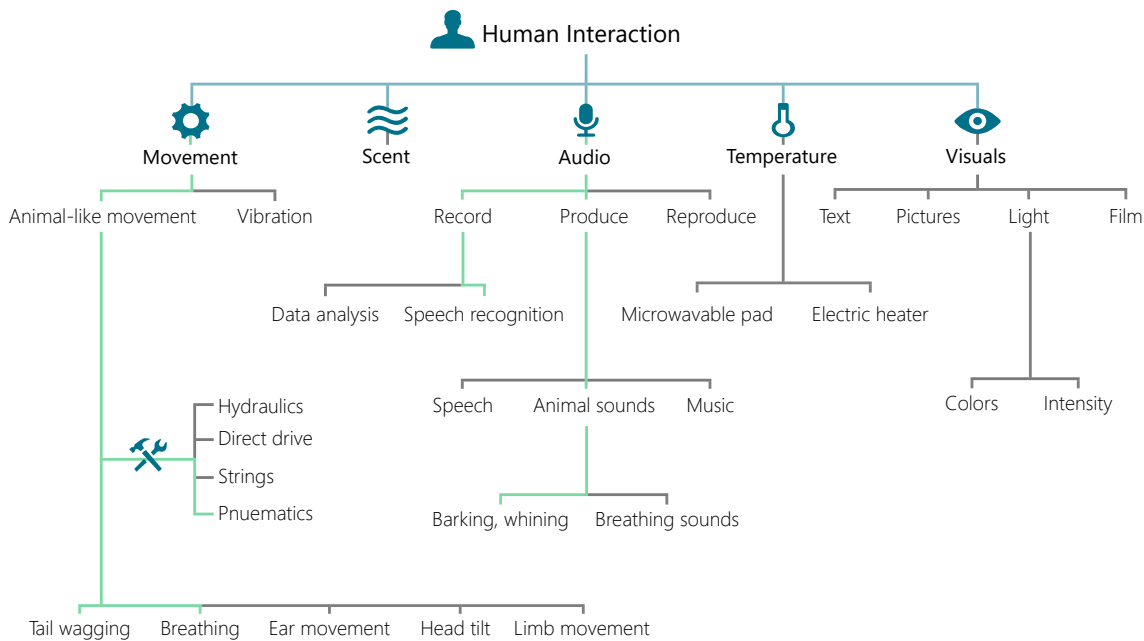 Human Interaction
Movement
Scent
Audio
Temperature
Visuals
Animal-like movement
Vibration
Record
Produce
Reproduce
Text
Pictures
Light
Film
Data analysis
Speech recognition
Microwavable pad
Electric heater
Speech
Animal sounds
Music
Colors
Intensity
Hydraulics
Direct drive
Strings
Pnuematics
Barking, whining
Breathing sounds
Tail wagging
Breathing
Ear movement
Head tilt
Limb movement